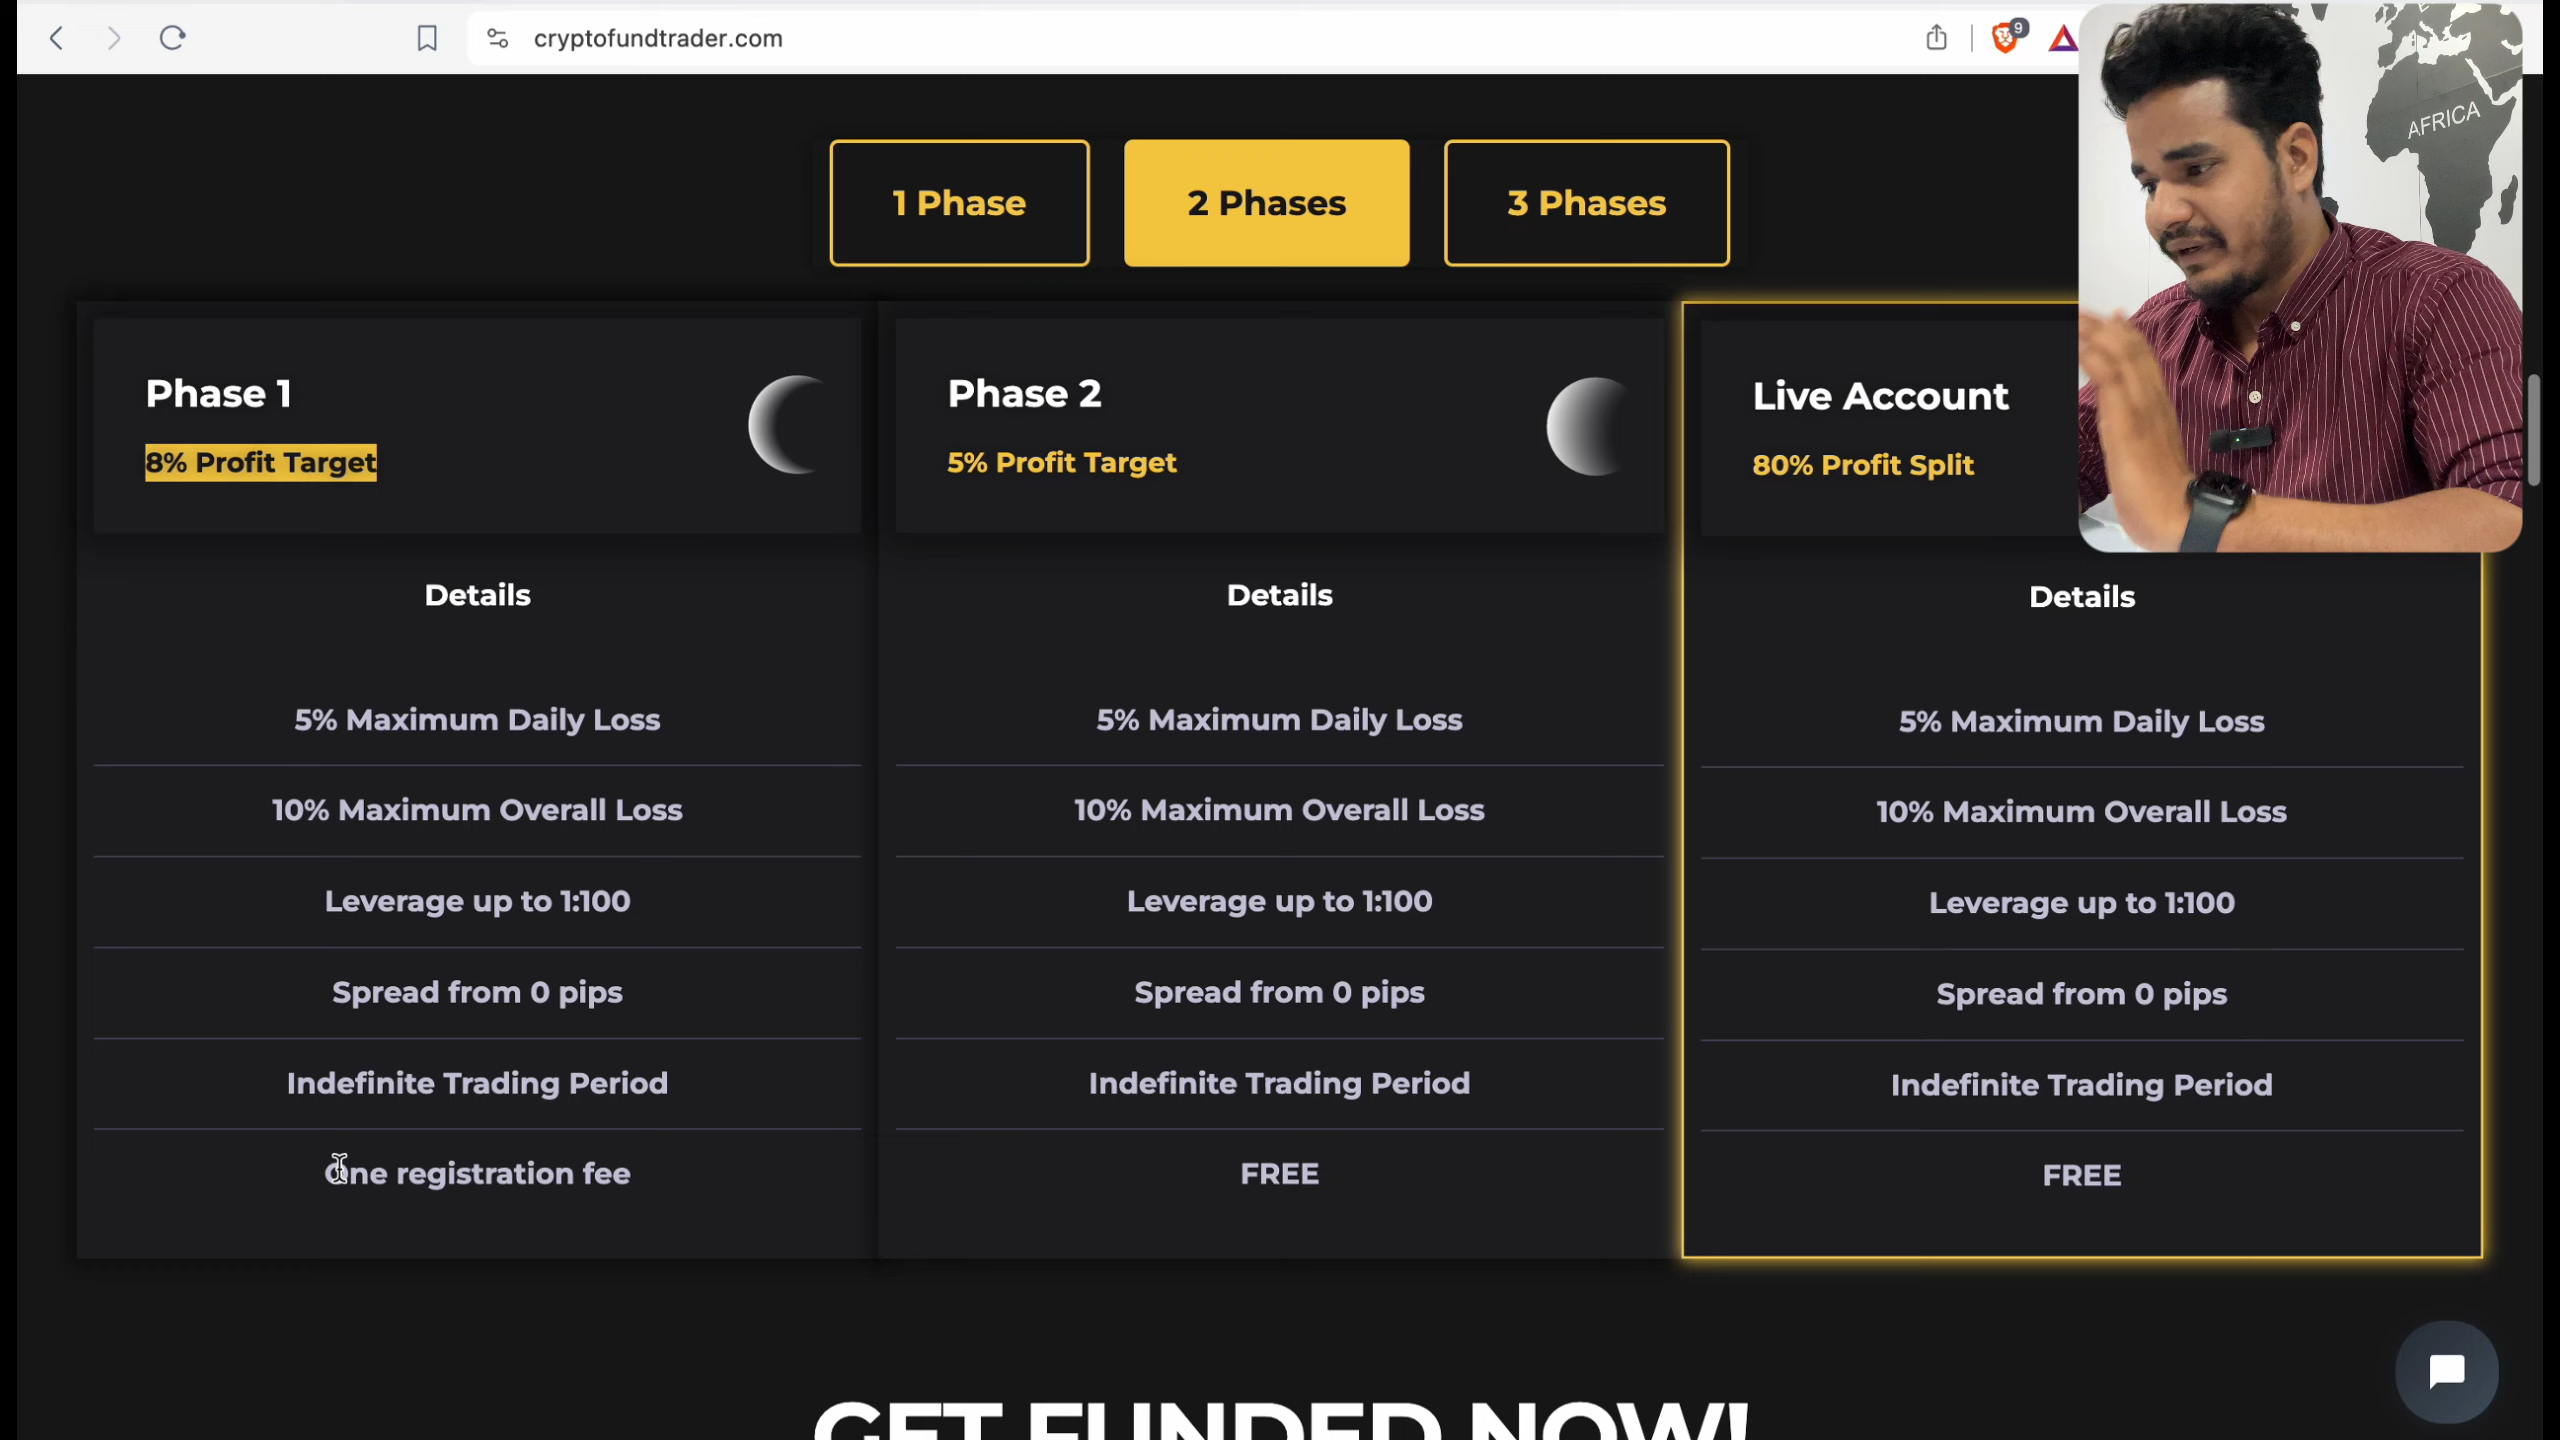 cryptofundtrader.com
9
AFRICA
1 Phase
2 Phases
3 Phases
Phase 1
8% Profit Target
Phase 2
5% Profit Target
Live Account
80% Profit Split
Details
Details
Details
5% Maximum Daily Loss
5% Maximum Daily Loss
5% Maximum Daily Loss
10% Maximum Overall Loss
10% Maximum Overall Loss
10% Maximum Overall Loss
Leverage up to 1:100
Leverage up to 1:100
Leverage up to 1:100
Spread from 0 pips
Spread from 0 pips
Spread from 0 pips
Indefinite Trading Period
Indefinite Trading Period
Indefinite Trading Period
One registration fee
FREE
FREE
GET FUNDED NOW!